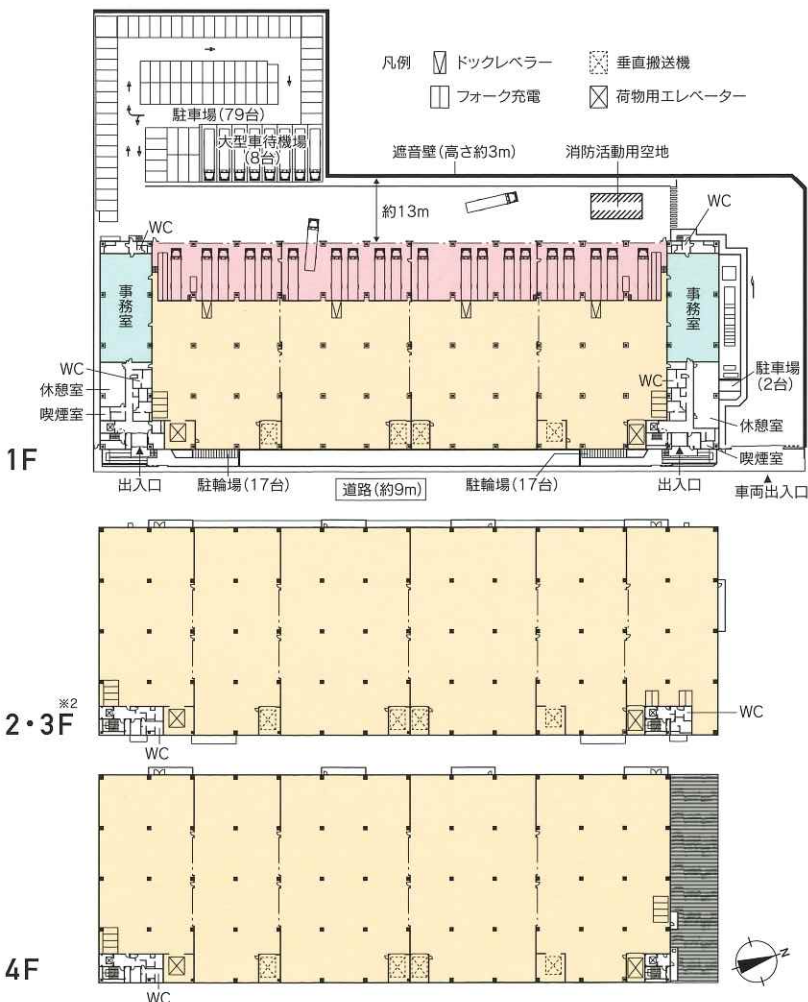 凡例
ドックレベラー
垂直搬送機
フォーク充電
荷物用エレベーター
駐車場(79台)
大型車待機場
(8台)
遮音壁(高さ約3m)
消防活動用空地
約13m
WC
WC
事務室
事務室
WC
休憩室
喫煙室
WC
駐車場
(2台)
休憩室
喫煙室
1F
出入口
駐輪場(17台)
道路(約9m)
駐輪場(17台)
出入口
車両出入口
2・3F※2
WC
WC
4F
WC
N